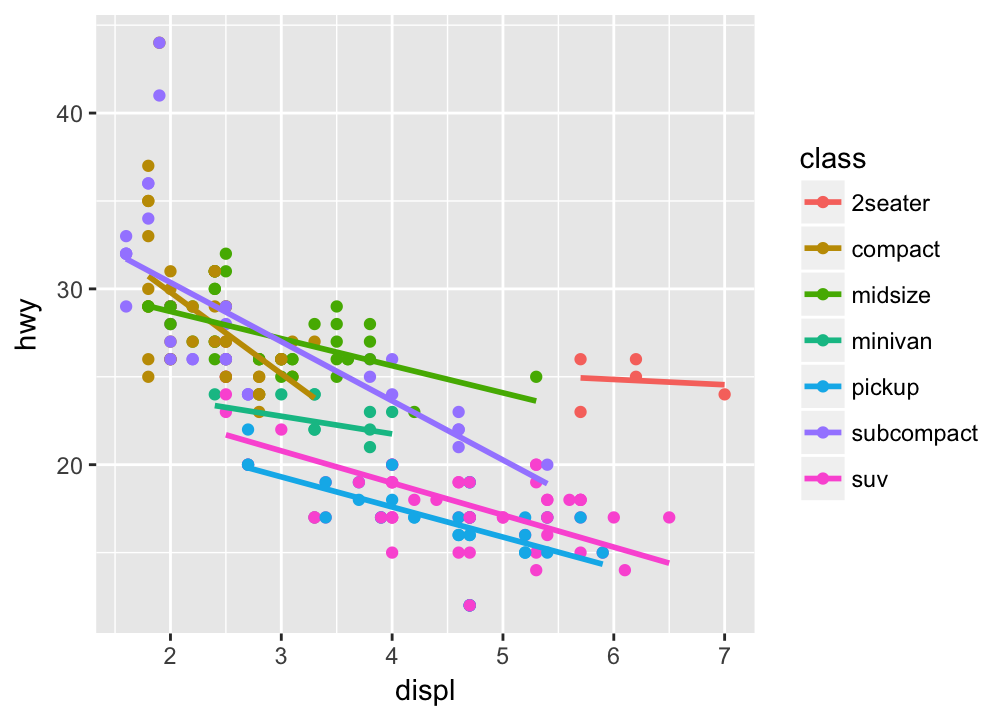 40
30
20
hwy
2 3 4 5 6 7
displ
class
2seater
compact
midsize
minivan
pickup
subcompact
suv